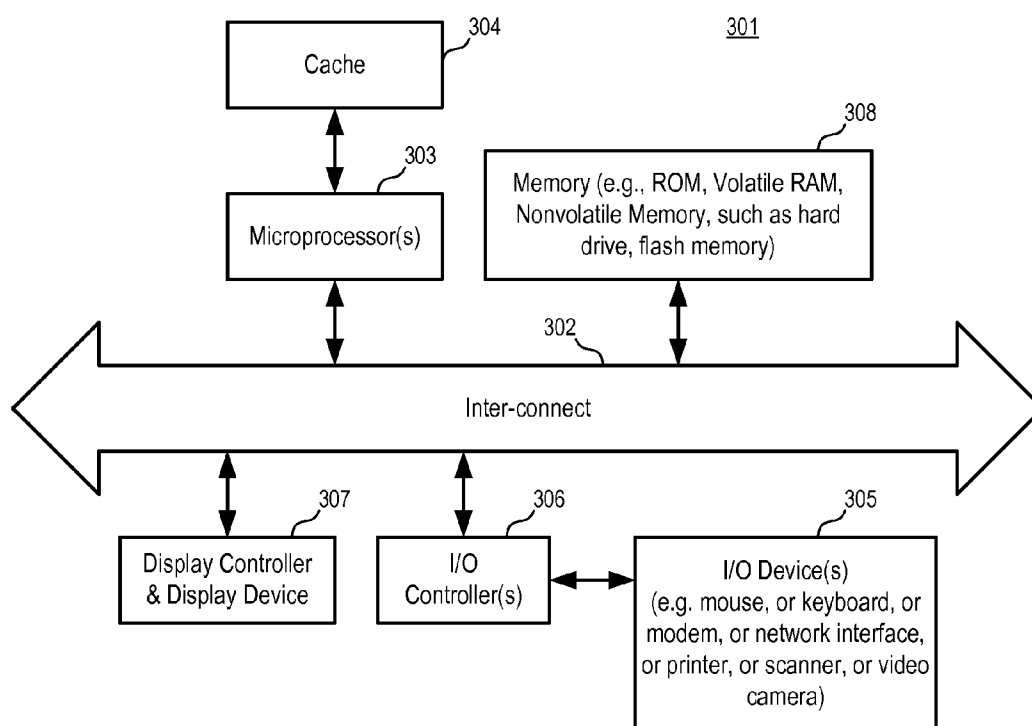 304
301
Cache
308
303
Memory (e.g., ROM, Volatile RAM,
Nonvolatile Memory, such as hard
drive, flash memory)
Microprocessor(s)
302
Inter-connect
307
306
305
Display Controller
& Display Device
I/O
Controller(s)
I/O Device(s)
(e.g. mouse, or keyboard, or
modem, or network interface,
or printer, or scanner, or video
camera)